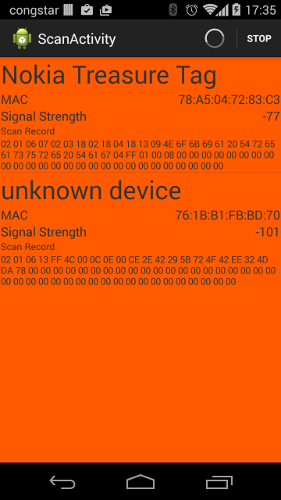 congstar 17:35
ScanActivity STOP
Nokia Treasure Tag
MAC 78:A5:04:72:83:C3
Signal Strength -77
Scan Record
02 01 06 07 02 03 18 02 18 04 18 13 09 4E 6F 6B 69 61 20 54 72 65
61 73 75 72 65 20 54 61 67 04 FF 01 00 08 00 00 00 00 00 00 00 00
00 00 00 00 00 00 00 00 00 00 00 00 00 00 00 00 00 00
unknown device
MAC 76:1B:B1:FB:BD:70
Signal Strength -101
Scan Record
02 01 06 13 FF 4C 00 0C 0E 00 CE 2E 42 29 5B 72 4F 42 EE 32 4D
DA 78 00 00 00 00 00 00 00 00 00 00 00 00 00 00 00 00 00 00 00
00 00 00 00 00 00 00 00 00 00 00 00 00 00 00 00 00 00 00